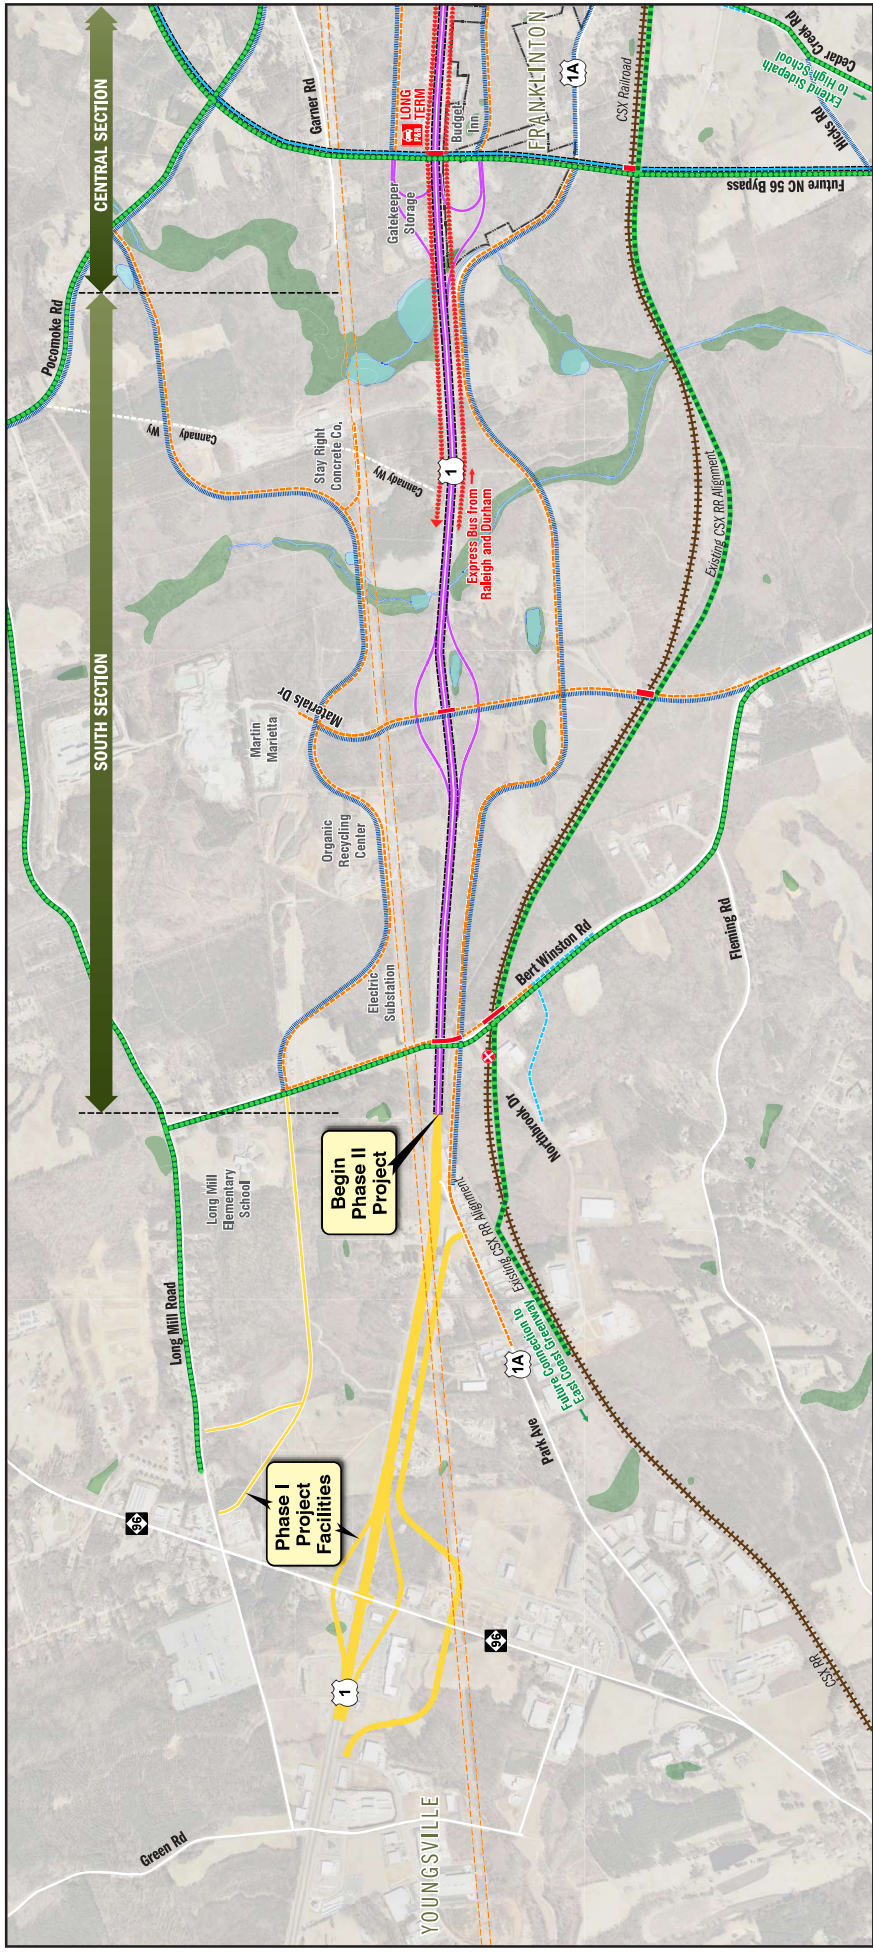 YOUNGSVILLE
Green Rd
1
96
96
Phase I
Project
Facilities
Long Mill Road
Long Mill
Elementary
School
Park Ave
1A
Future Connection to
East Coast Greenway
Existing CSX RR Alignment
CSX RR
Begin
Phase II
Project
Northbrook Dr
Bert Winston Rd
Fleming Rd
Electric
Substation
Organic
Recycling
Center
Martin
Marietta
Materials Dr
SOUTH SECTION
CENTRAL SECTION
Express Bus from
Raleigh and Durham
1
Existing CSX RR Alignment
Cannady Wy
Cannady
Wy
Stay Right
Concrete Co.
Pocomoke Rd
Gatekeeper
Storage
Garner Rd
P&R
LONG
TERM
Budget
Inn
FRANKLINTON
1A
CSX Railroad
Future NC 56 Bypass
Hicks Rd
Cedar Creek Rd
Extend Sidepath
to High School